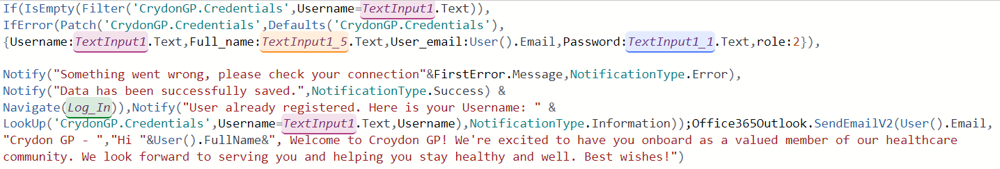 If(IsEmpty(Filter('CrydonGP.Credentials',Username=TextInput1.Text)),
IfError(Patch('CrydonGP.Credentials',Defaults('CrydonGP.Credentials'),
{Username:TextInput1.Text,Full_name:TextInput1_5.Text,User_email:User().Email,Password:TextInput1_1.Text,role:2}),
Notify("Something went wrong, please check your connection"&FirstError.Message,NotificationType.Error),
Notify("Data has been successfully saved.",NotificationType.Success) &
Navigate(Log_In)),Notify("User already registered. Here is your Username: " &
LookUp('CrydonGP.Credentials',Username=TextInput1.Text,Username),NotificationType.Information));Office365Outlook.SendEmailV2(User().Email,
"Crydon GP - ","Hi "&User().FullName&", Welcome to Croydon GP! We're excited to have you onboard as a valued member of our healthcare
community. We look forward to serving you and helping you stay healthy and well. Best wishes!")